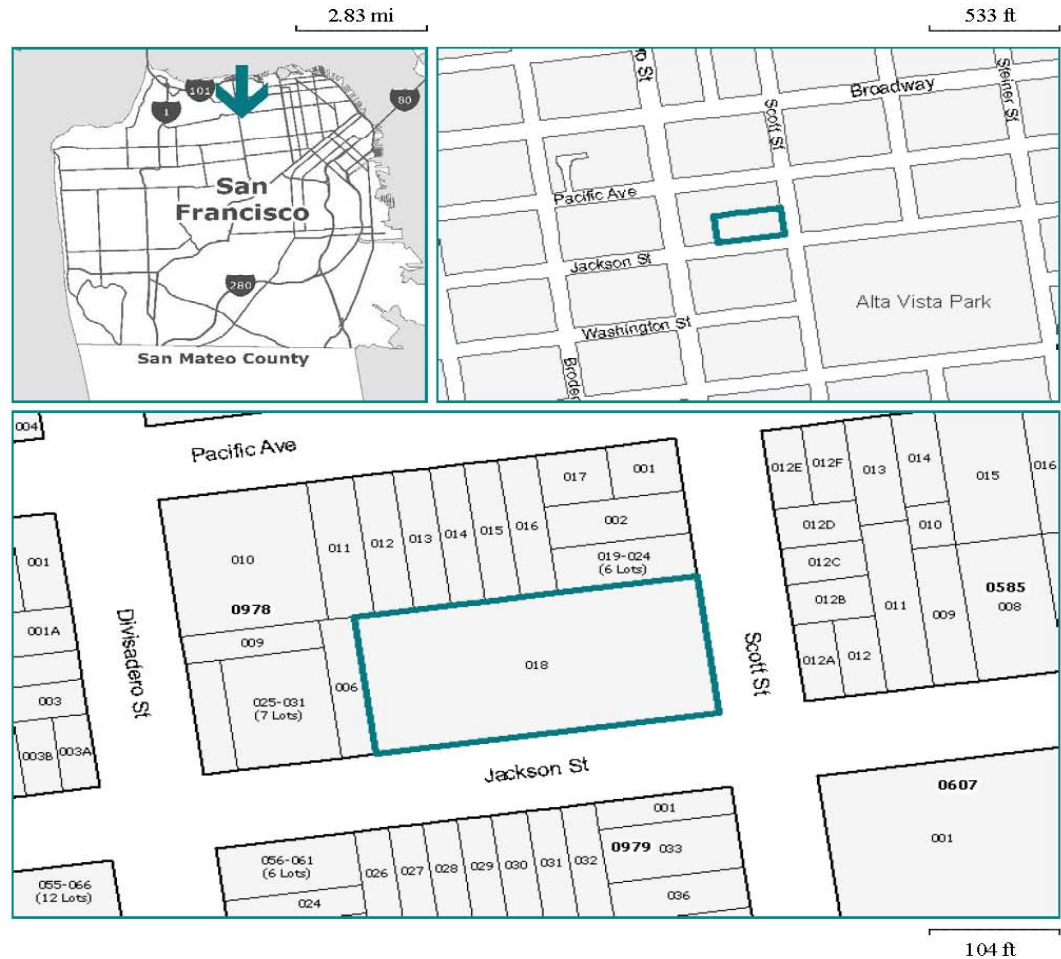 2.83 mi
533 ft
101
1
80
San
Francisco
280
San Mateo County
ro St
Scott St
Broadway
Steiner St
Pacific Ave
Jackson St
Washington St
Broder
Alta Vista Park
004
Pacific Ave
017
001
012E
012F
013
014
015
016
010
011
012
013
014
015
016
002
012D
010
001
019-024
(6 Lots)
012C
0978
012B
0585
008
001A
009
018
011
009
Divisadero St
Scott St
006
012A
012
003
025-031
(7 Lots)
003B
003A
Jackson St
0607
001
001
056-061
(6 Lots)
026
027
028
029
030
031
032
0979
033
055-066
(12 Lots)
024
036
104 ft